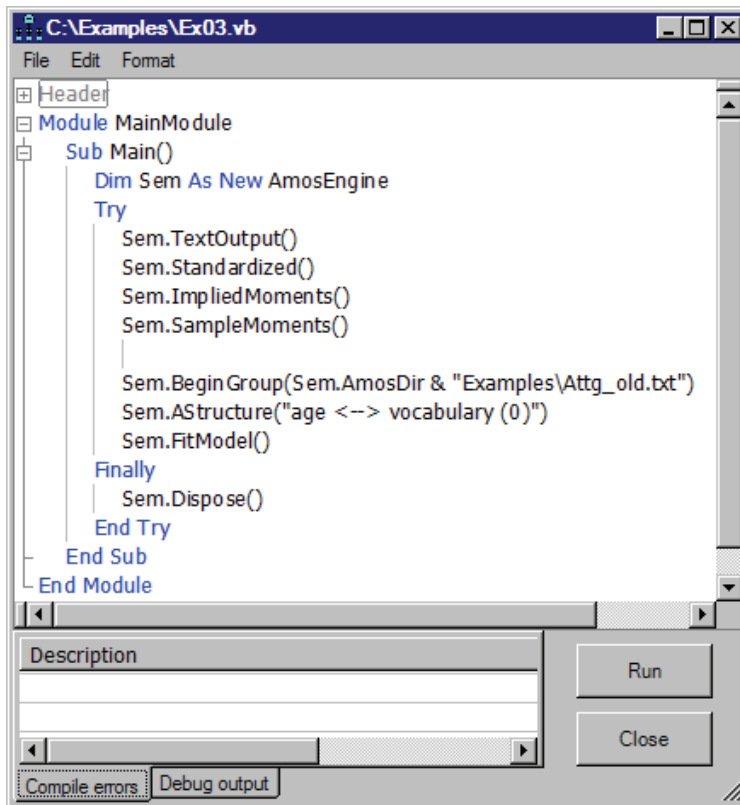 C:\Examples\Ex03.vb
File Edit Format
Header
Module MainModule
Sub Main()
Dim Sem As New AmosEngine
Try
Sem.TextOutput()
Sem.Standardized()
Sem.ImpliedMoments()
Sem.SampleMoments()
Sem.BeginGroup(Sem.AmosDir & "Examples\Attg_old.txt")
Sem.AStructure("age <--> vocabulary (0)")
Sem.FitModel()
Finally
Sem.Dispose()
End Try
End Sub
End Module
Description
Run
Close
Compile errors Debug output